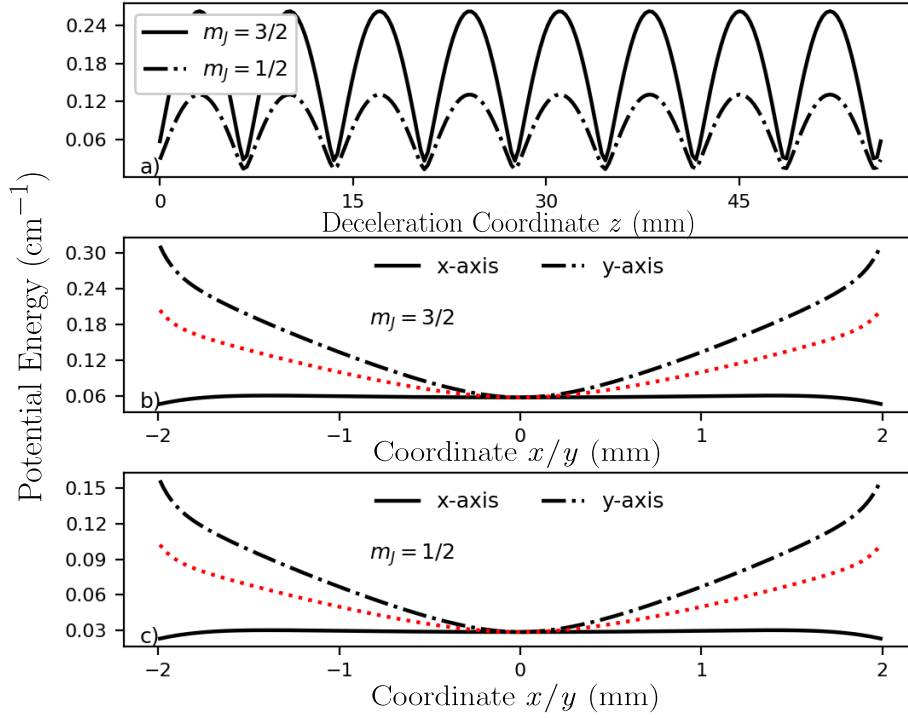 Potential Energy (cm⁻¹)
0.24
0.18
0.12
0.06
m_J = 3/2
m_J = 1/2
a)
0 15 30 45
Deceleration Coordinate z (mm)
0.30
0.24
0.18
0.12
0.06
x-axis y-axis
m_J = 3/2
b)
−2 −1 0 1 2
Coordinate x/y (mm)
0.15
0.12
0.09
0.06
0.03
x-axis y-axis
m_J = 1/2
c)
−2 −1 0 1 2
Coordinate x/y (mm)